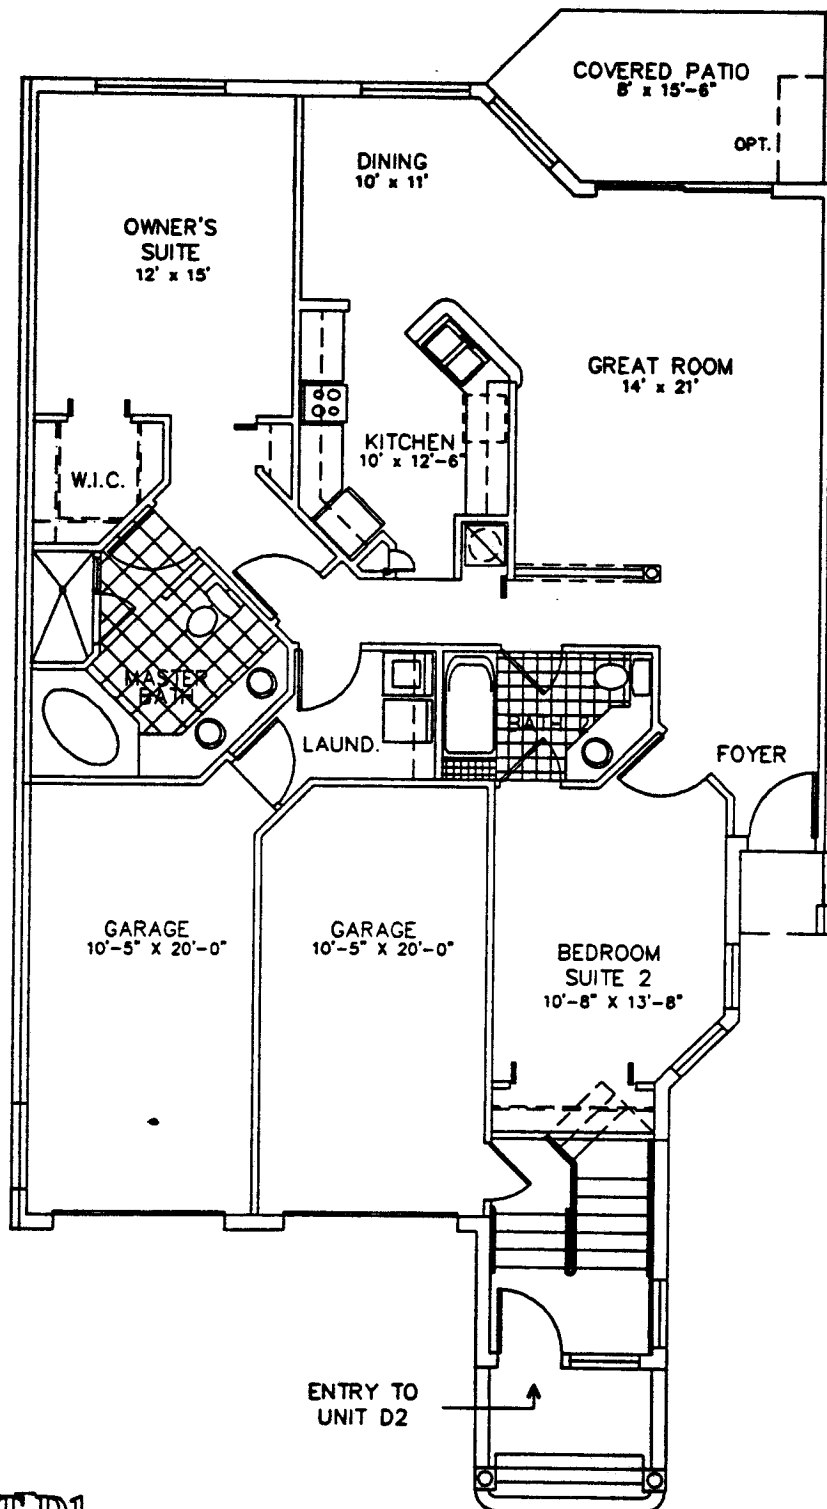 COVERED PATIO
8' x 15'-6"
OPT.
DINING
10' x 11'
OWNER'S
SUITE
12' x 15'
GREAT ROOM
14' x 21'
KITCHEN
10' x 12'-6"
W.I.C.
MASTER
BATH
LAUND.
BATH 2
FOYER
GARAGE
10'-5" X 20'-0"
GARAGE
10'-5" X 20'-0"
BEDROOM
SUITE 2
10'-8" X 13'-8"
ENTRY TO
UNIT D2